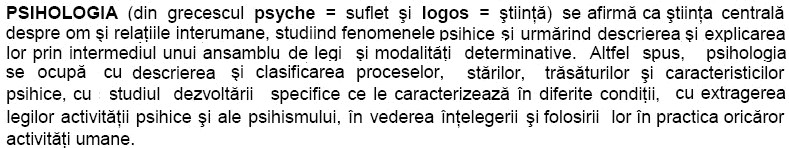 PSIHOLOGIA (din grecescul psyche = suflet şi logos = ştiinţă) se afirmă ca ştiinţa centrală
despre om şi relaţiile interumane, studiind fenomenele psihice şi urmărind descrierea şi explicarea
lor prin intermediul unui ansamblu de legi şi modalităţi determinative. Altfel spus, psihologia
se ocupă cu descrierea şi clasificarea proceselor, stărilor, trăsăturilor şi caracteristicilor
psihice, cu studiul dezvoltării specifice ce le caracterizează în diferite condiţii, cu extragerea
legilor activităţii psihice şi ale psihismului, în vederea înţelegerii şi folosirii lor în practica oricăror
activităţi umane.